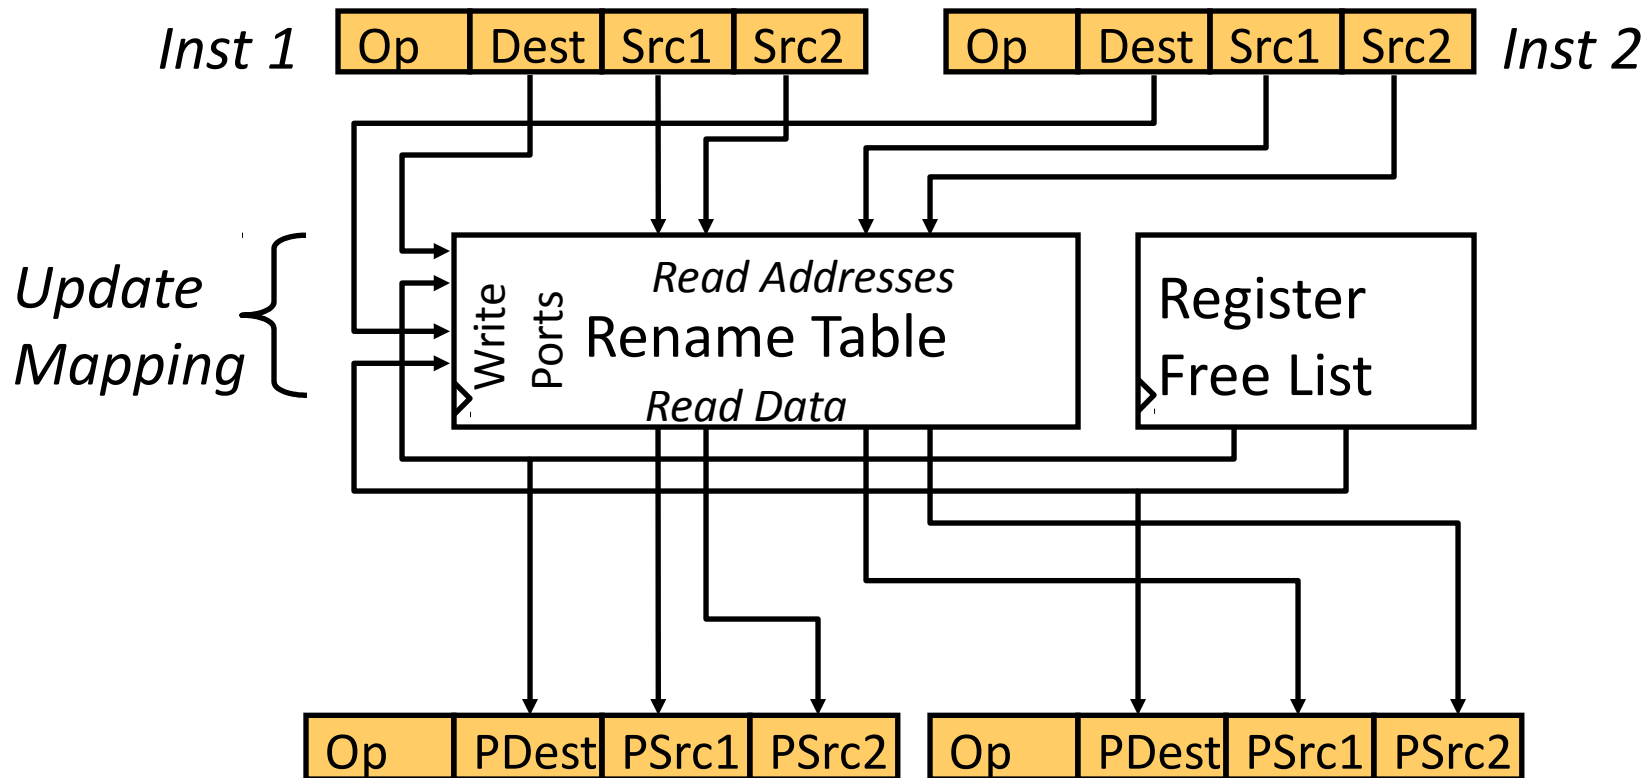 Inst 1
Op Dest Src1 Src2
Op Dest Src1 Src2
Inst 2
Update
Mapping
Write
Ports
Read Addresses
Rename Table
Read Data
Register
Free List
Op PDest PSrc1 PSrc2
Op PDest PSrc1 PSrc2